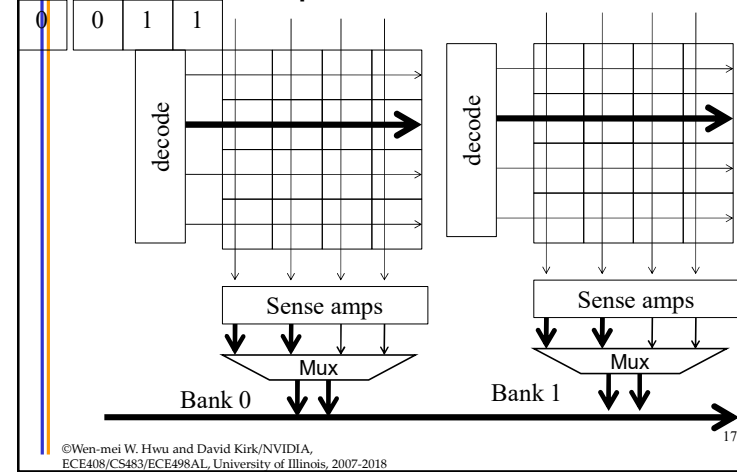 0 0 1 1
decode decode
Sense amps Sense amps
Mux Mux
Bank 0 Bank 1
17
©Wen-mei W. Hwu and David Kirk/NVIDIA,
ECE408/CS483/ECE498AL, University of Illinois, 2007-2018